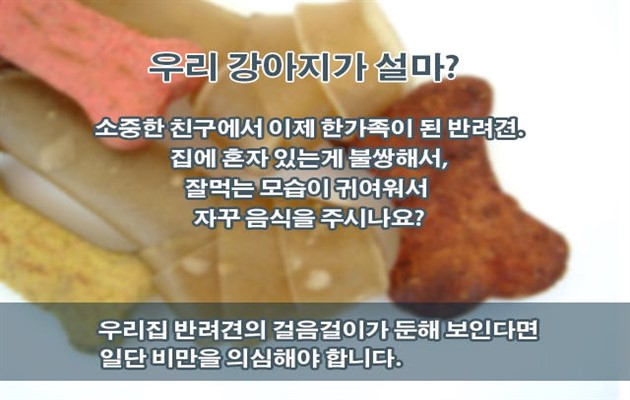 우리 강아지가 설마?
소중한 친구에서 이제 한가족이 된 반려견.
집에 혼자 있는게 불쌍해서,
잘먹는 모습이 귀여워서
자꾸 음식을 주시나요?
우리집 반려견의 걸음걸이가 둔해 보인다면
일단 비만을 의심해야 합니다.